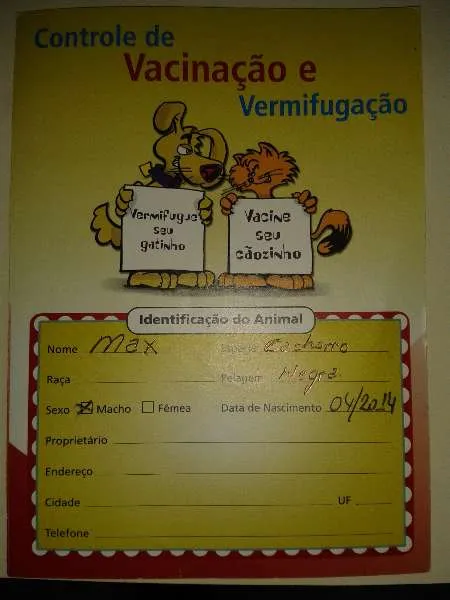 Controle de
Vacinação e
Vermifugação
Vermifugue
seu
gatinho
Vacine
seu
cãozinho
Identificação do Animal
Nome Max Espécie Cachorro
Raça Pelagem Negra
Sexo Macho Fêmea Data de Nascimento 04/2014
Proprietário
Endereço
Cidade UF
Telefone